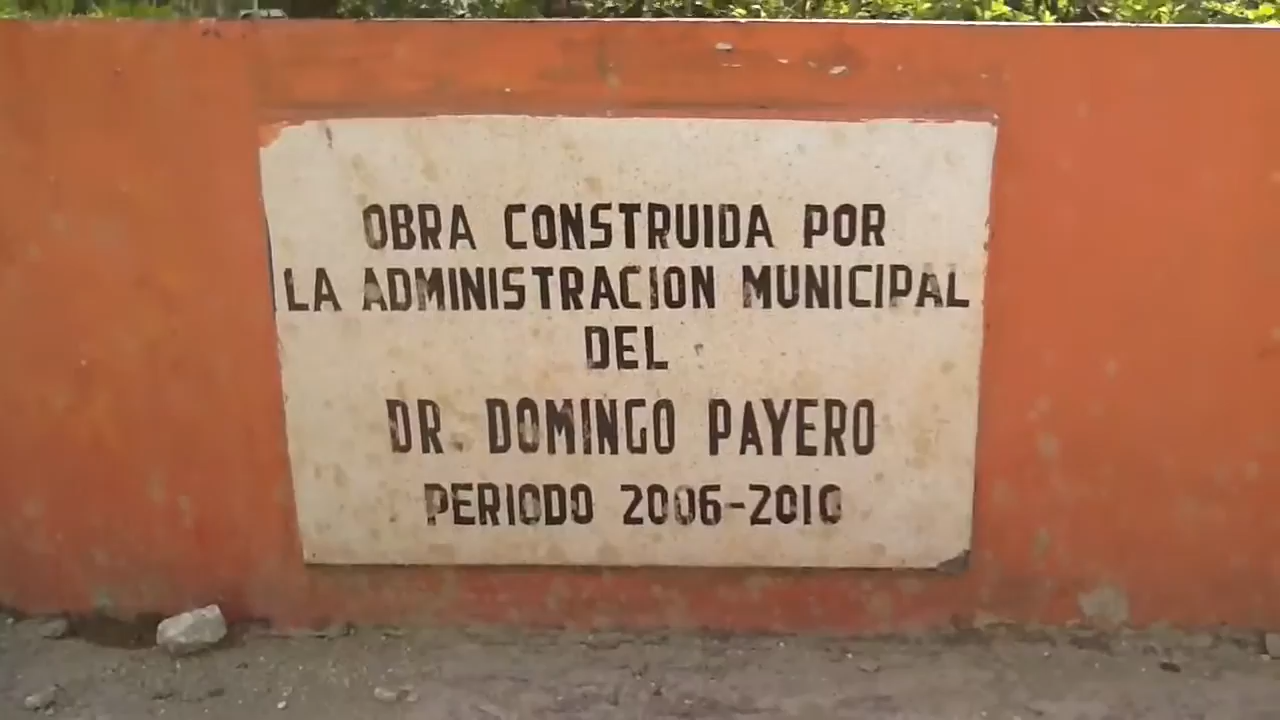 OBRA CONSTRUIDA POR
LA ADMINISTRACION MUNICIPAL
DEL
DR. DOMINGO PAYERO
PERIODO 2006-2010